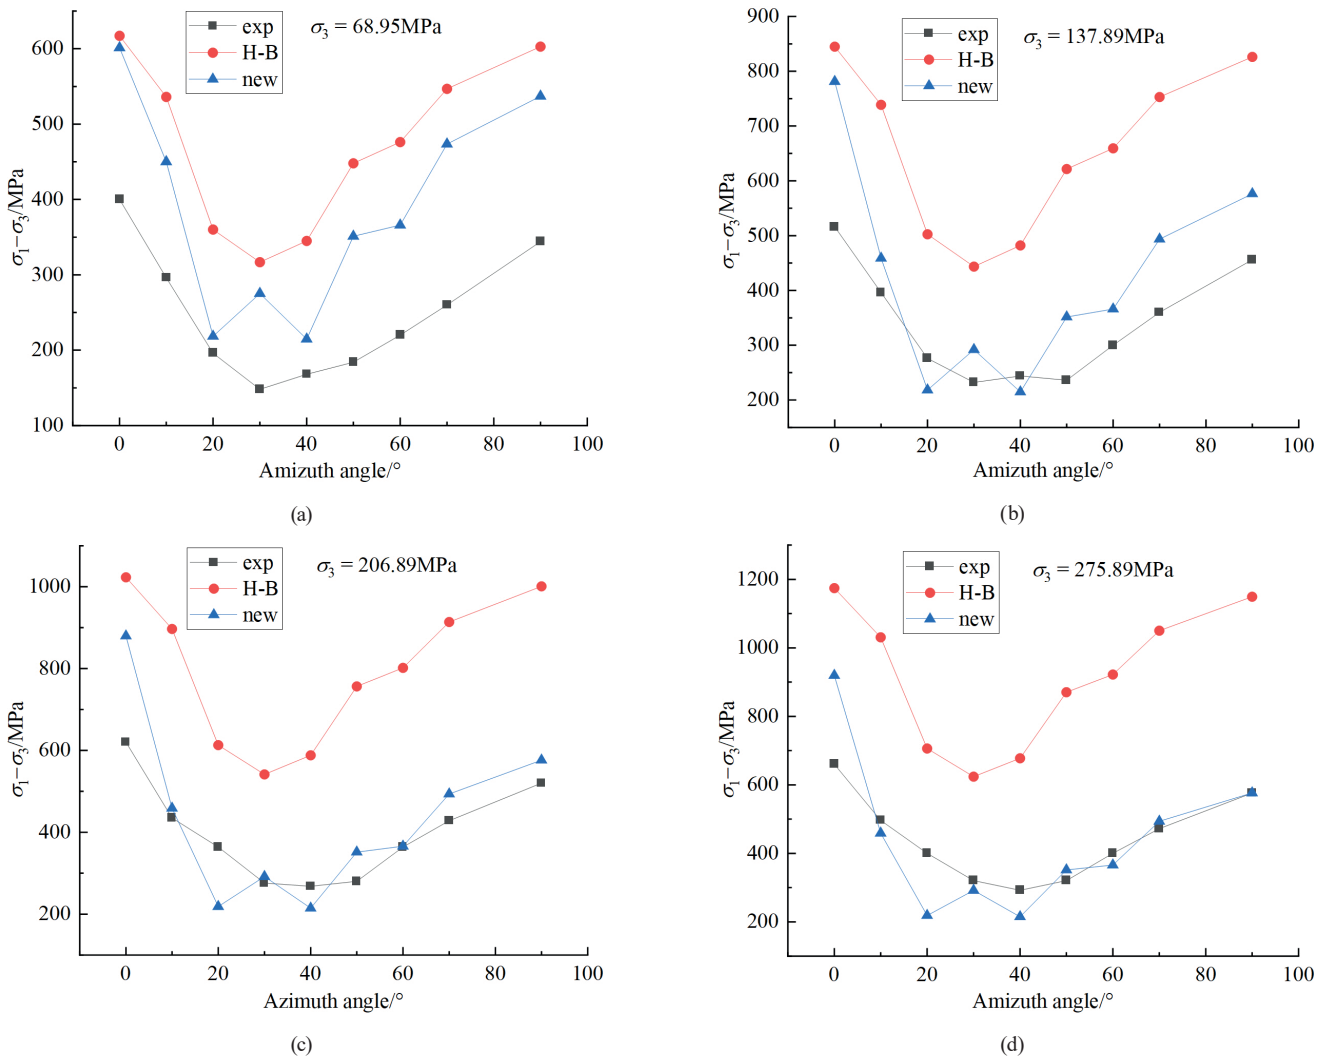 exp
H-B
new
σ3 = 68.95MPa
600
500
400
300
200
100
σ1−σ3/MPa
0 20 40 60 80 100
Amizuth angle/°
(a)
exp
H-B
new
σ3 = 137.89MPa
900
800
700
600
500
400
300
200
σ1−σ3/MPa
0 20 40 60 80 100
Amizuth angle/°
(b)
exp
H-B
new
σ3 = 206.89MPa
1000
800
600
400
200
σ1−σ3/MPa
0 20 40 60 80 100
Azimuth angle/°
(c)
exp
H-B
new
σ3 = 275.89MPa
1200
1000
800
600
400
200
σ1−σ3/MPa
0 20 40 60 80 100
Amizuth angle/°
(d)